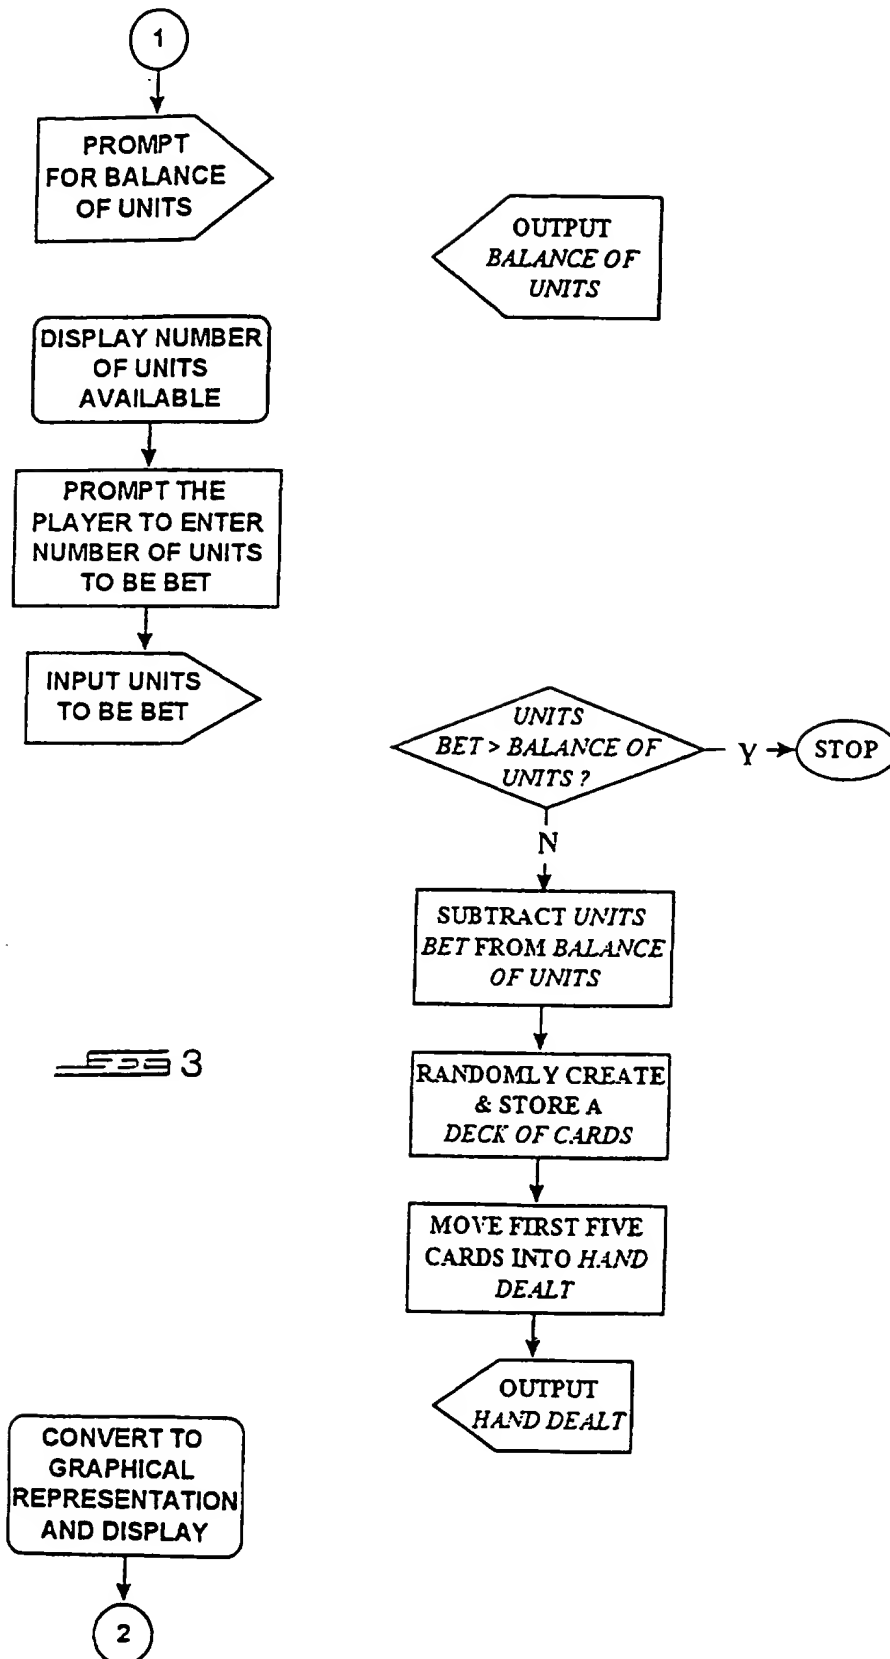 1
PROMPT
FOR BALANCE
OF UNITS
OUTPUT
BALANCE OF
UNITS
DISPLAY NUMBER
OF UNITS
AVAILABLE
PROMPT THE
PLAYER TO ENTER
NUMBER OF UNITS
TO BE BET
INPUT UNITS
TO BE BET
UNITS
BET > BALANCE OF
UNITS ?
Y
STOP
N
SUBTRACT UNITS
BET FROM BALANCE
OF UNITS
3
RANDOMLY CREATE
& STORE A
DECK OF CARDS
MOVE FIRST FIVE
CARDS INTO HAND
DEALT
OUTPUT
HAND DEALT
CONVERT TO
GRAPHICAL
REPRESENTATION
AND DISPLAY
2